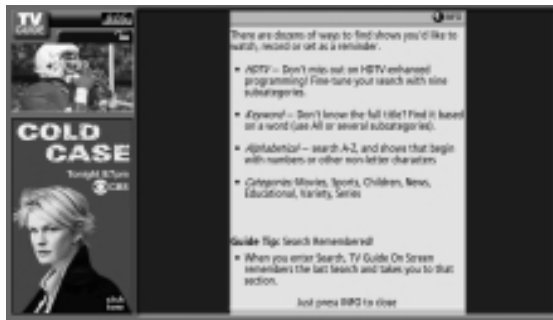 TV
GUIDE
INFO
There are dozens of ways to find shows you'd like to
watch, record or set as a reminder.
• HDTV – Don't miss out on HDTV enhanced
programming! Fine-tune your search with nine
subcategories.
• Keyword – Don't know the full title? Find it based
on a word (use All or several subcategories).
• Alphabetical – search A-Z, and shows that begin
with numbers or other non-letter characters
• Categories Movies, Sports, Children, News,
Educational, Variety, Series
Guide Tip: Search Remembered!
• When you enter Search, TV Guide On Screen
remembers the last Search and takes you to that
section.
Just press INFO to close
COLD
CASE
Tonight 8/7pm
CBS